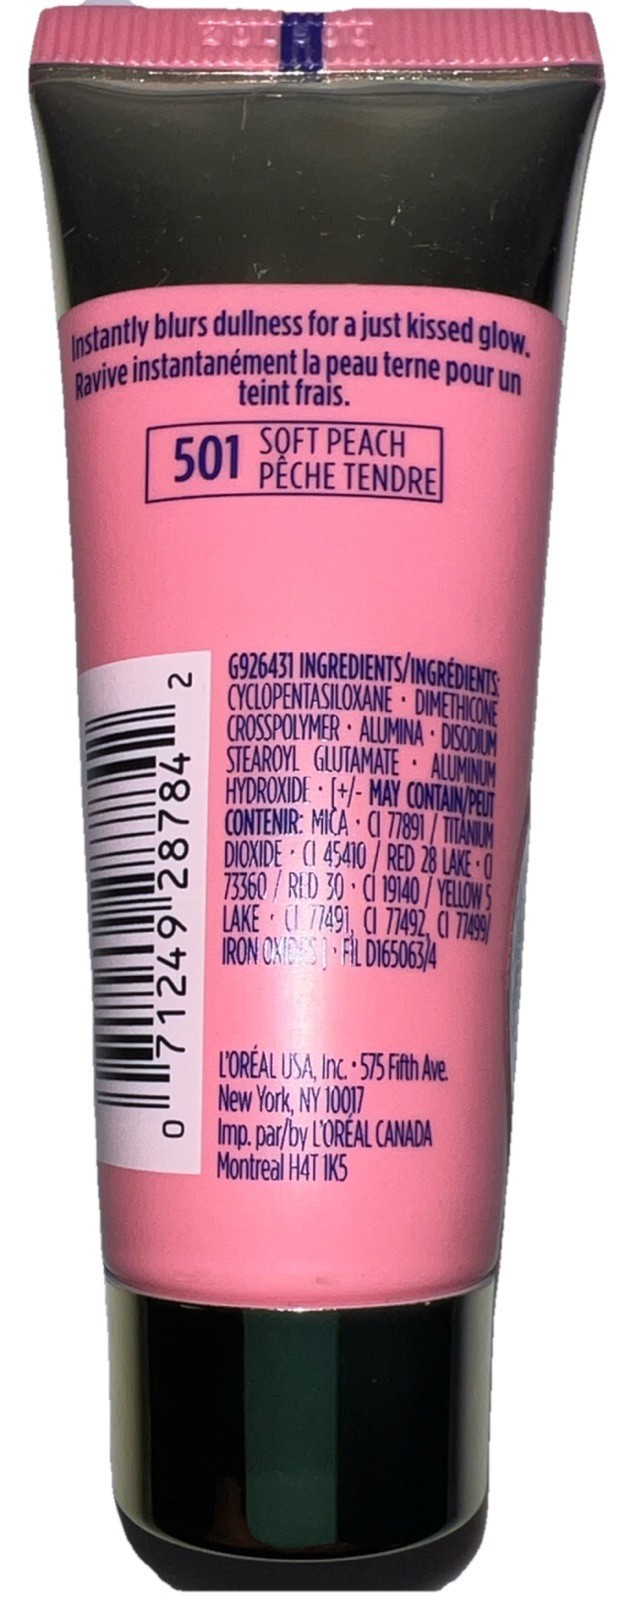 Instantly blurs dullness for a just kissed glow.
Ravive instantanément la peau terne pour un
teint frais.
501 SOFT PEACH
PÊCHE TENDRE
G926431 INGREDIENTS/INGRÉDIENTS:
CYCLOPENTASILOXANE • DIMETHICONE
CROSSPOLYMER • ALUMINA • DISODIUM
STEAROYL GLUTAMATE • ALUMINUM
HYDROXIDE • [+/- MAY CONTAIN/PEUT
CONTENIR: MICA • CI 77891 / TITANIUM
DIOXIDE • CI 45410 / RED 28 LAKE • CI
73360 / RED 30 • CI 19140 / YELLOW 5
LAKE • CI 77491, CI 77492, CI 77499/
IRON OXIDES ] • FIL D165063/4
0 71249 28784 2
L'ORÉAL USA, Inc. • 575 Fifth Ave.
New York, NY 10017
Imp. par/by L'ORÉAL CANADA
Montreal H4T 1K5